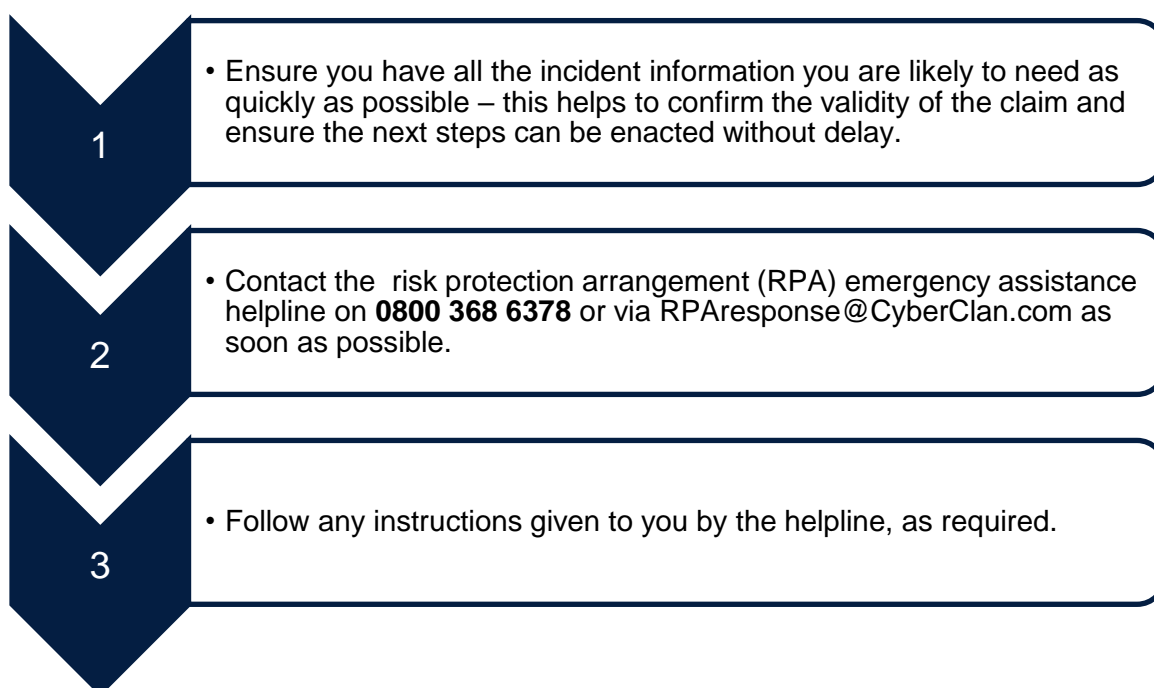 1
• Ensure you have all the incident information you are likely to need as
quickly as possible – this helps to confirm the validity of the claim and
ensure the next steps can be enacted without delay.
2
• Contact the  risk protection arrangement (RPA) emergency assistance
helpline on 0800 368 6378 or via RPAresponse@CyberClan.com as
soon as possible.
3
• Follow any instructions given to you by the helpline, as required.